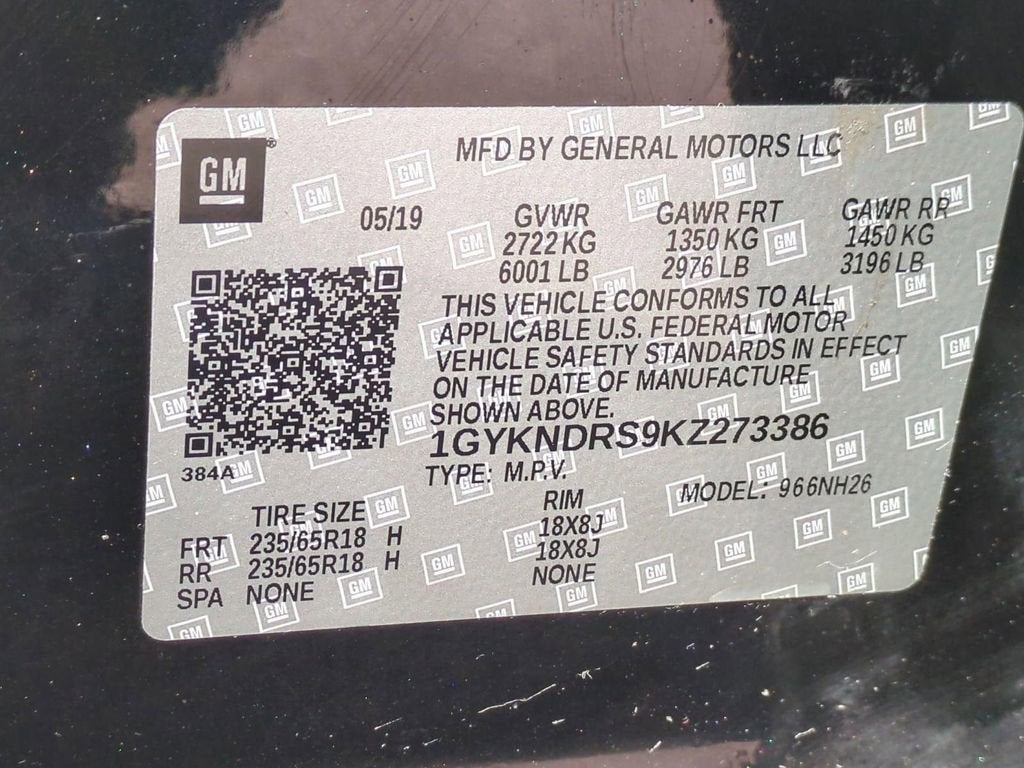 GM
MFD BY GENERAL MOTORS LLC
05/19 GVWR GAWR FRT GAWR RR
2722 KG 1350 KG 1450 KG
6001 LB 2976 LB 3196 LB
THIS VEHICLE CONFORMS TO ALL
APPLICABLE U.S. FEDERAL MOTOR
VEHICLE SAFETY STANDARDS IN EFFECT
ON THE DATE OF MANUFACTURE
SHOWN ABOVE.
1GYKNDRS9KZ273386
384A
TYPE: M.P.V.
MODEL: 966NH26
TIRE SIZE RIM
FRT 235/65R18 H 18X8J
RR 235/65R18 H 18X8J
SPA NONE NONE